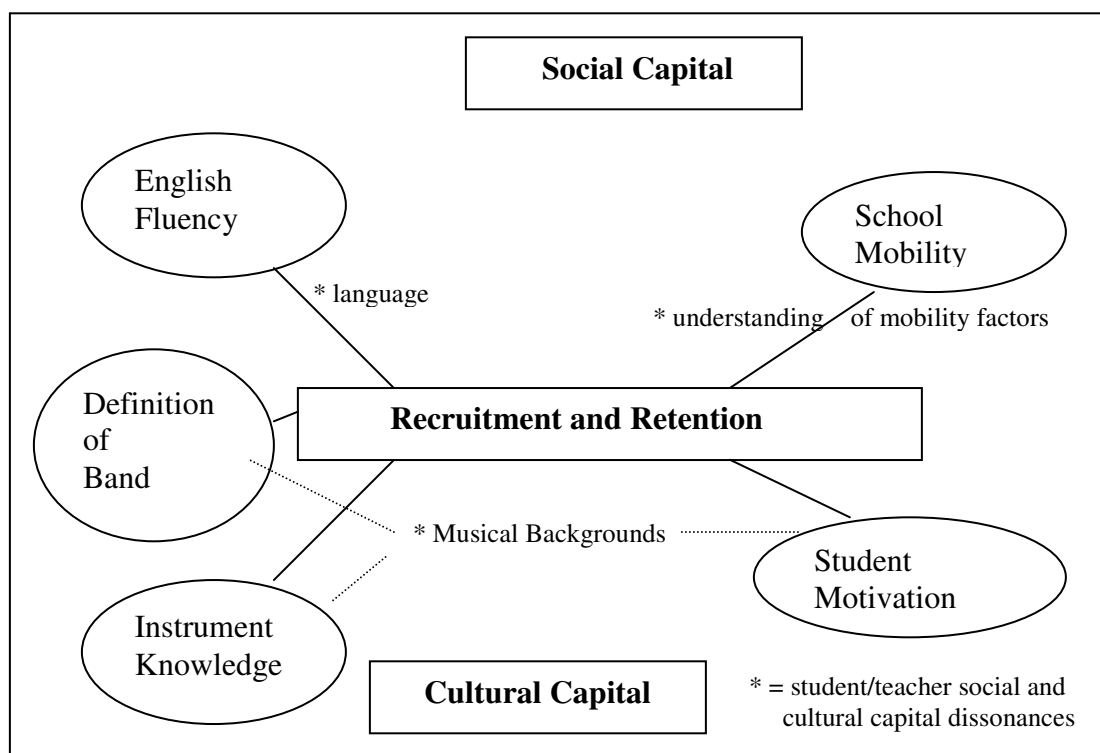 Social Capital
English
Fluency
School
Mobility
* language
* understanding of mobility factors
Definition
of
Band
Recruitment and Retention
* Musical Backgrounds
Student
Motivation
Instrument
Knowledge
Cultural Capital
* = student/teacher social and
cultural capital dissonances